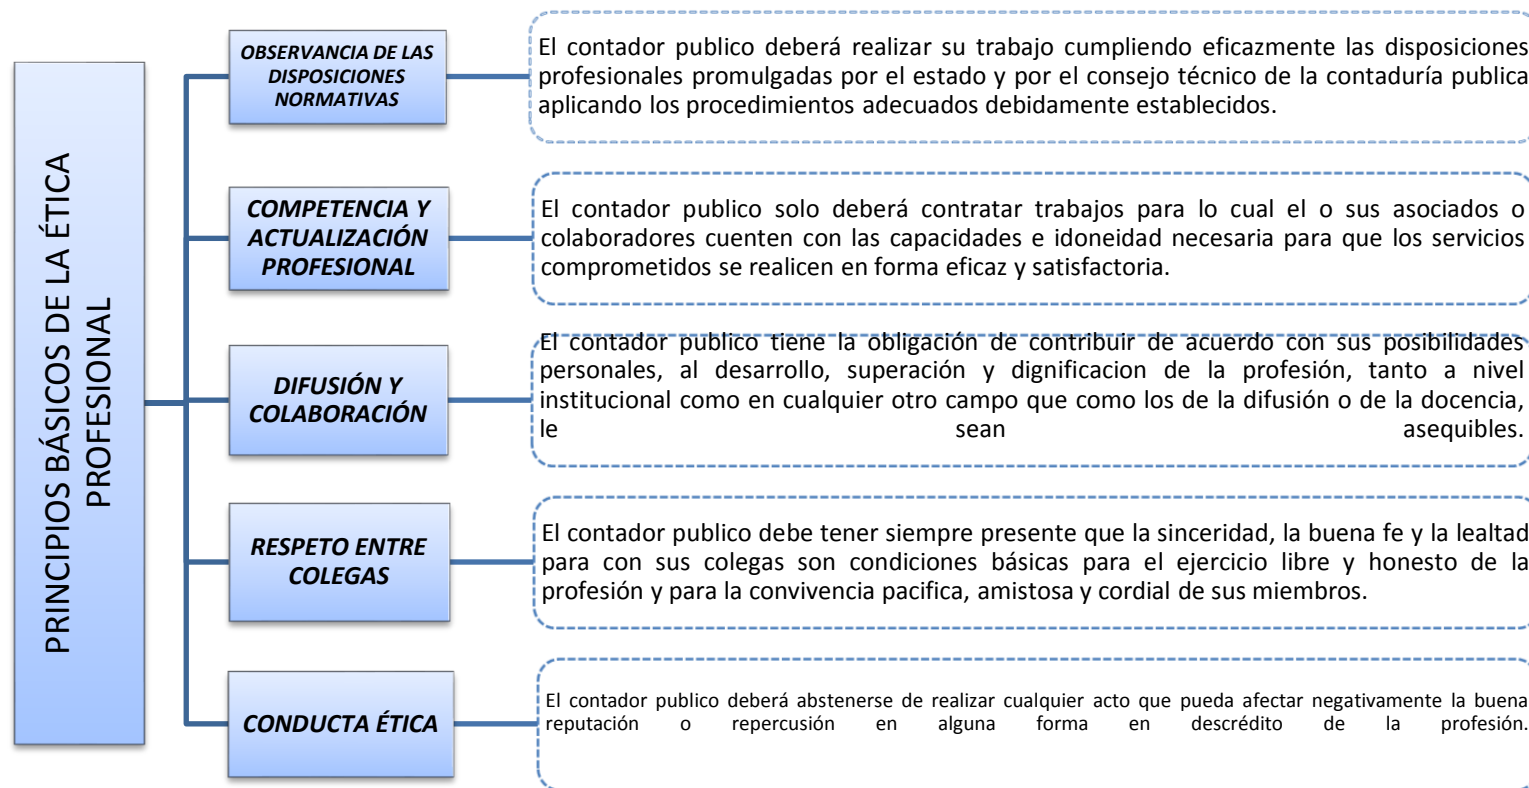 PRINCIPIOS BÁSICOS DE LA ÉTICA
PROFESIONAL
OBSERVANCIA DE LAS
DISPOSICIONES
NORMATIVAS
El contador publico deberá realizar su trabajo cumpliendo eficazmente las disposiciones
profesionales promulgadas por el estado y por el consejo técnico de la contaduría publica
aplicando los procedimientos adecuados debidamente establecidos.
COMPETENCIA Y
ACTUALIZACIÓN
PROFESIONAL
El contador publico solo deberá contratar trabajos para lo cual el o sus asociados o
colaboradores cuenten con las capacidades e idoneidad necesaria para que los servicios
comprometidos se realicen en forma eficaz y satisfactoria.
DIFUSIÓN Y
COLABORACIÓN
El contador publico tiene la obligación de contribuir de acuerdo con sus posibilidades
personales, al desarrollo, superación y dignificacion de la profesión, tanto a nivel
institucional como en cualquier otro campo que como los de la difusión o de la docencia,
le sean asequibles.
RESPETO ENTRE
COLEGAS
El contador publico debe tener siempre presente que la sinceridad, la buena fe y la lealtad
para con sus colegas son condiciones básicas para el ejercicio libre y honesto de la
profesión y para la convivencia pacifica, amistosa y cordial de sus miembros.
CONDUCTA ÉTICA
El contador publico deberá abstenerse de realizar cualquier acto que pueda afectar negativamente la buena
reputación o repercusión en alguna forma en descrédito de la profesión.